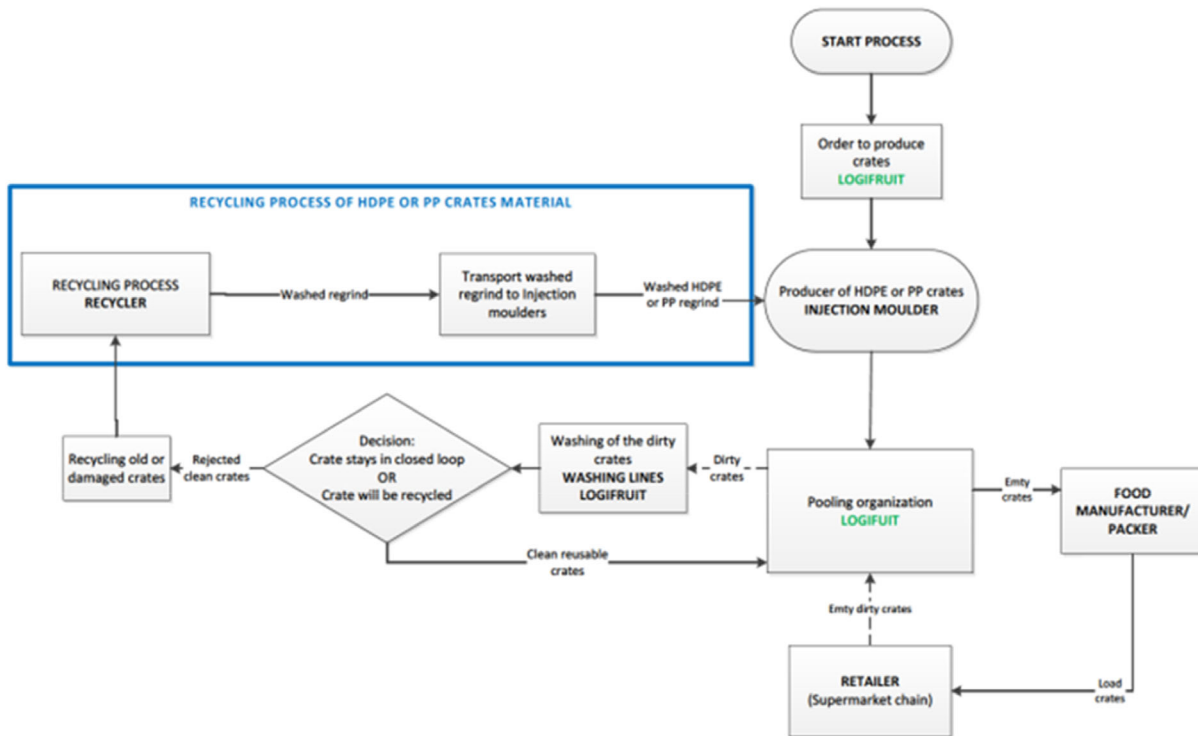 START PROCESS
Order to produce
crates
LOGIFRUIT
RECYCLING PROCESS OF HDPE OR PP CRATES MATERIAL
RECYCLING PROCESS
RECYCLER
Washed regrind
Transport washed
regrind to Injection
moulders
Washed HDPE
or PP regrind
Producer of HDPE or PP crates
INJECTION MOULDER
Recycling old or
damaged crates
Rejected
clean crates
Decision:
Crate stays in closed loop
OR
Crate will be recycled
Washing of the dirty
crates
WASHING LINES
LOGIFRUIT
Dirty
crates
Pooling organization
LOGIFUIT
Emty
crates
FOOD
MANUFACTURER/
PACKER
Clean reusable
crates
Emty dirty crates
RETAILER
(Supermarket chain)
Load
crates